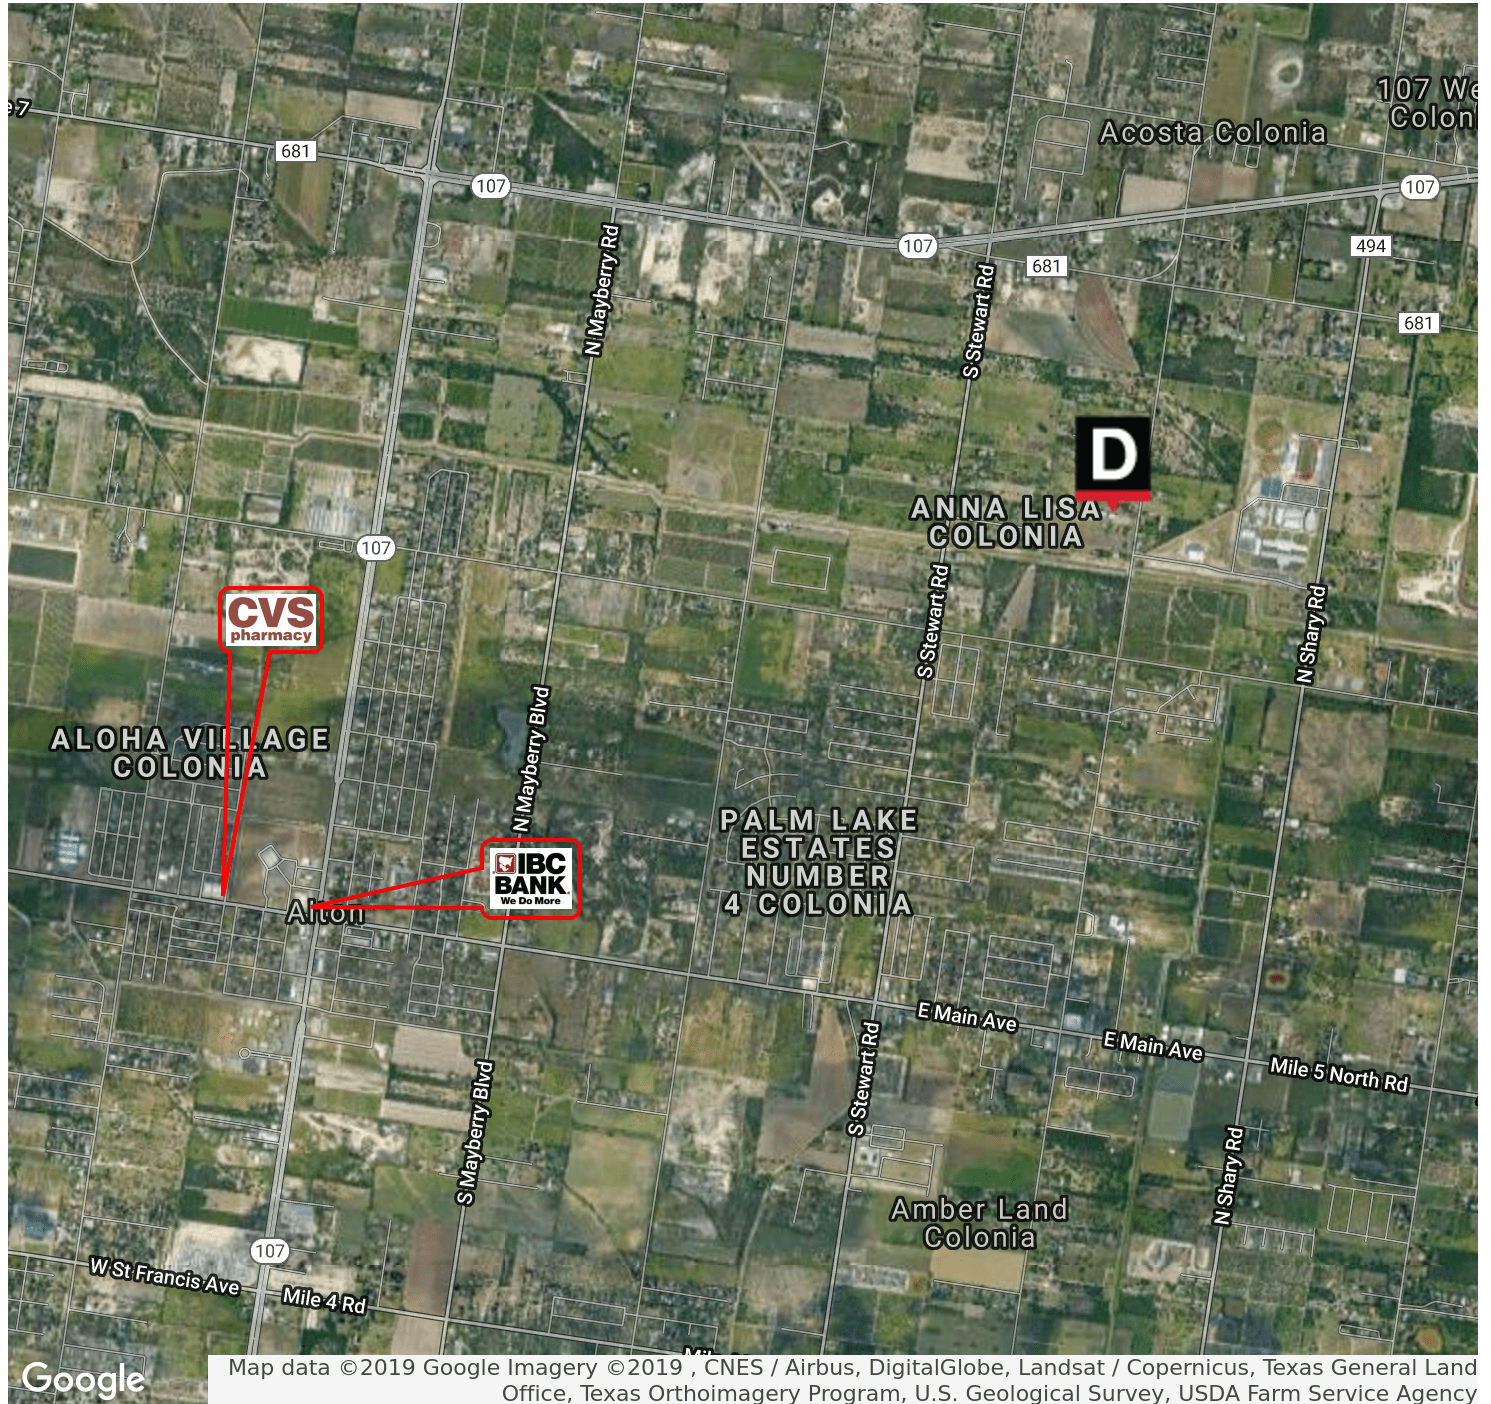 107 We
Colon
e 7
Acosta Colonia
681
107
107
107
494
681
681
N Mayberry Rd
S Stewart Rd
D
ANNA LISA
COLONIA
107
CVS
pharmacy
S Stewart Rd
N Shary Rd
N Mayberry Blvd
ALOHA VILLAGE
COLONIA
PALM LAKE
ESTATES
NUMBER
4 COLONIA
IBC
BANK
We Do More
Alton
E Main Ave
E Main Ave
Mile 5 North Rd
S Stewart Rd
S Mayberry Blvd
N Shary Rd
Amber Land
Colonia
107
W St Francis Ave
Mile 4 Rd
Google
Map data ©2019 Google Imagery ©2019 , CNES / Airbus, DigitalGlobe, Landsat / Copernicus, Texas General Land
Office, Texas Orthoimagery Program, U.S. Geological Survey, USDA Farm Service Agency